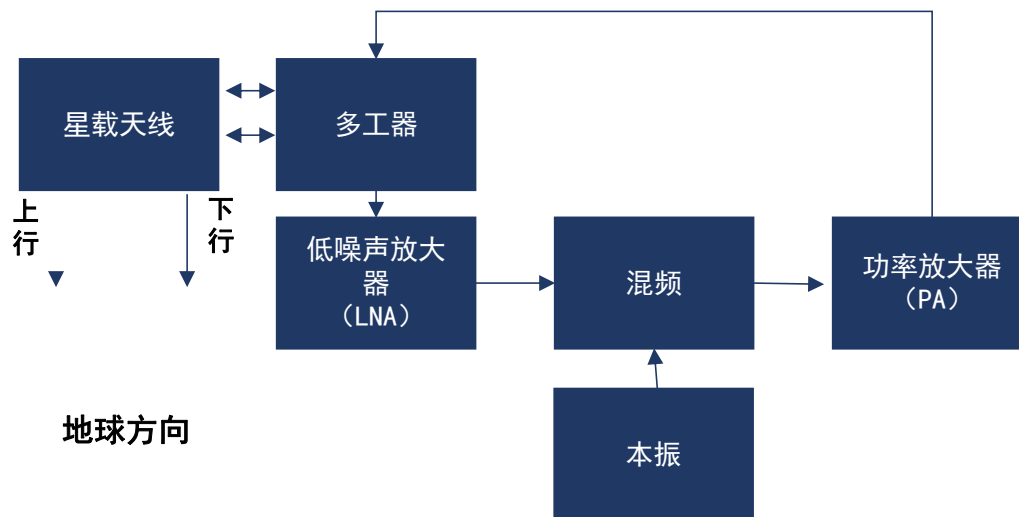 星载天线
多工器
上
行
下
行
低噪声放大
器
（LNA）
混频
功率放大器
（PA）
地球方向
本振